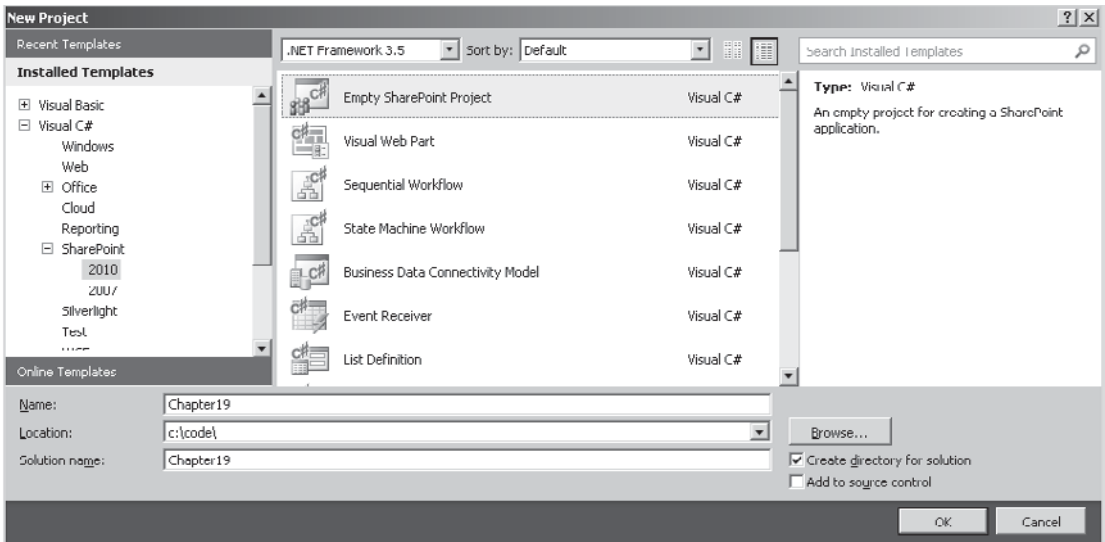 New Project
Recent Templates
Installed Templates
Visual Basic
Visual C#
Windows
Web
Office
Cloud
Reporting
SharePoint
2010
2007
Silverlight
Test
.NET Framework 3.5
Sort by: Default
Empty SharePoint Project Visual C#
Visual Web Part Visual C#
Sequential Workflow Visual C#
State Machine Workflow Visual C#
Business Data Connectivity Model Visual C#
Event Receiver Visual C#
List Definition Visual C#
Search Installed Templates
Type: Visual C#
An empty project for creating a SharePoint
application.
Online Templates
Name: Chapter19
Location: c:\code\
Browse...
Solution name: Chapter19
Create directory for solution
Add to source control
OK Cancel